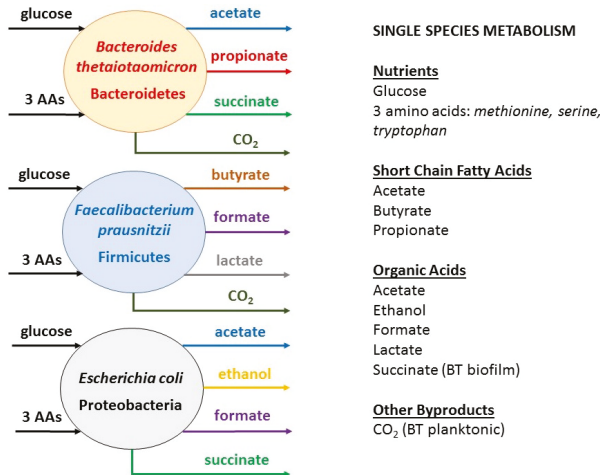 glucose
acetate
Bacteroides
thetaiotaomicron
propionate
Bacteroidetes
3 AAs
succinate
CO2
glucose
butyrate
Faecalibacterium
prausnitzii
formate
Firmicutes
3 AAs
lactate
CO2
glucose
acetate
Escherichia coli
ethanol
Proteobacteria
3 AAs
formate
succinate
SINGLE SPECIES METABOLISM
Nutrients
Glucose
3 amino acids: methionine, serine,
tryptophan
Short Chain Fatty Acids
Acetate
Butyrate
Propionate
Organic Acids
Acetate
Ethanol
Formate
Lactate
Succinate (BT biofilm)
Other Byproducts
CO2 (BT planktonic)